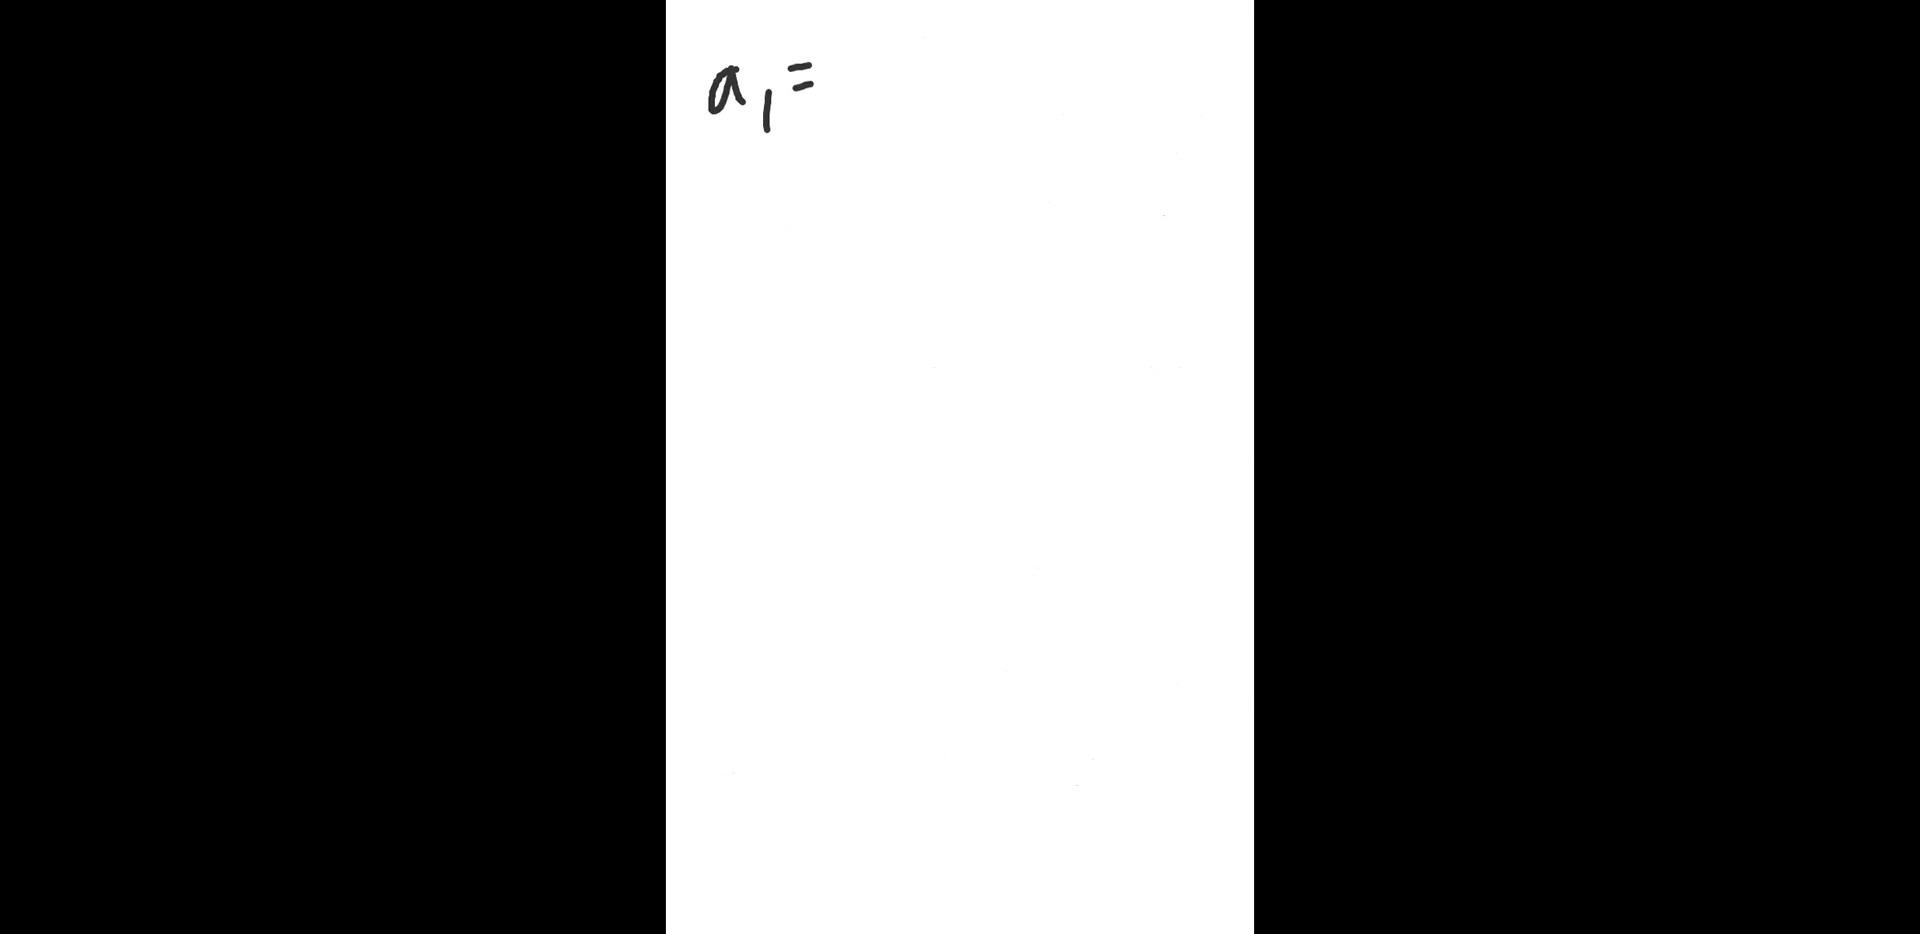 a₁ =